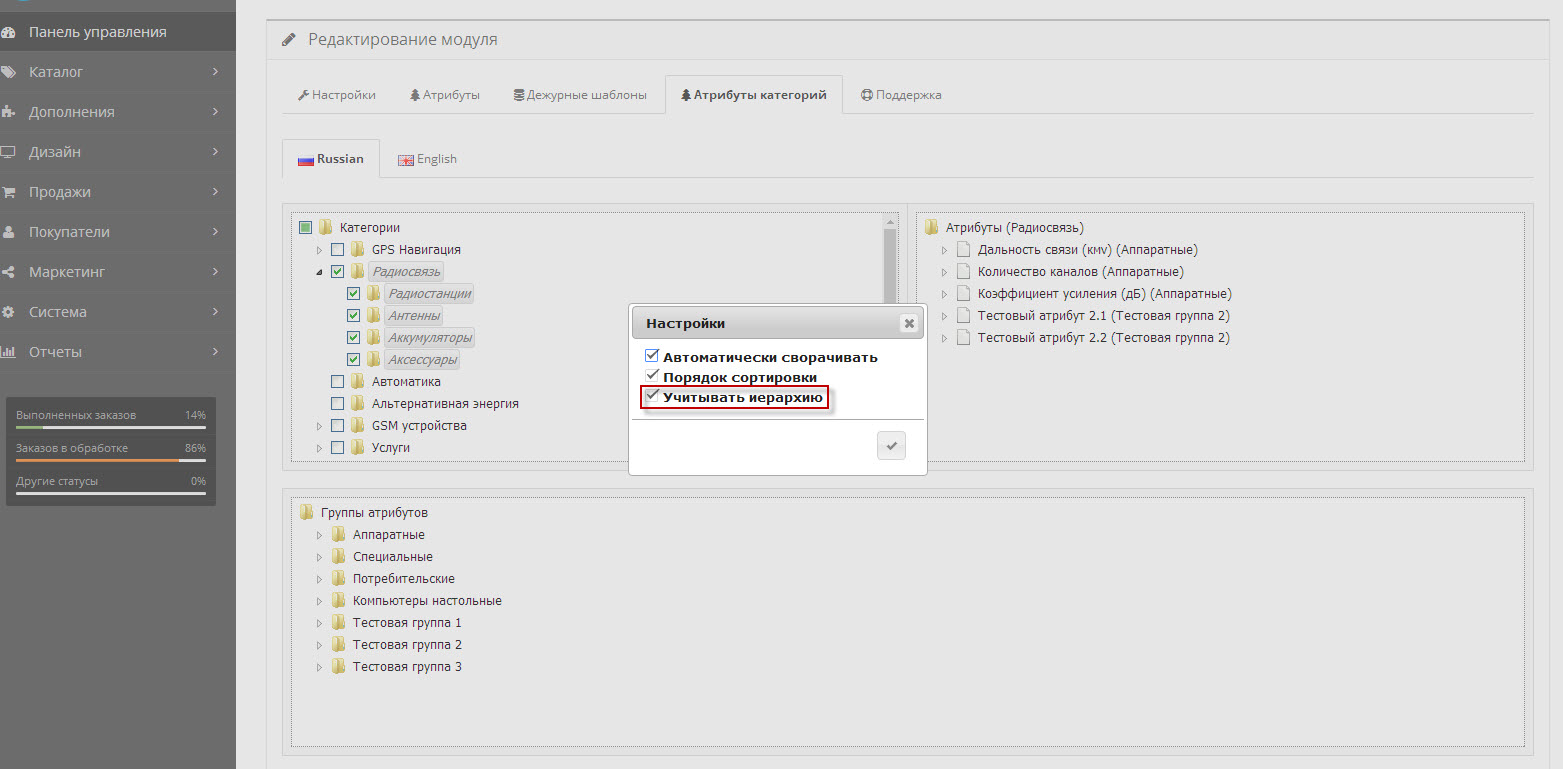 Панель управления
Каталог
Дополнения
Дизайн
Продажи
Покупатели
Маркетинг
Система
Отчеты
Выполненных заказов 14%
Заказов в обработке 86%
Другие статусы 0%
Редактирование модуля
Настройки Атрибуты Дежурные шаблоны Атрибуты категорий Поддержка
Russian English
Категории
GPS Навигация
Радиосвязь
Радиостанции
Антенны
Аккумуляторы
Аксессуары
Автоматика
Альтернативная энергия
GSM устройства
Услуги
Атрибуты (Радиосвязь)
Дальность связи (кмv) (Аппаратные)
Количество каналов (Аппаратные)
Коэффициент усиления (дБ) (Аппаратные)
Тестовый атрибут 2.1 (Тестовая группа 2)
Тестовый атрибут 2.2 (Тестовая группа 2)
Настройки
Автоматически сворачивать
Порядок сортировки
Учитывать иерархию
Группы атрибутов
Аппаратные
Специальные
Потребительские
Компьютеры настольные
Тестовая группа 1
Тестовая группа 2
Тестовая группа 3